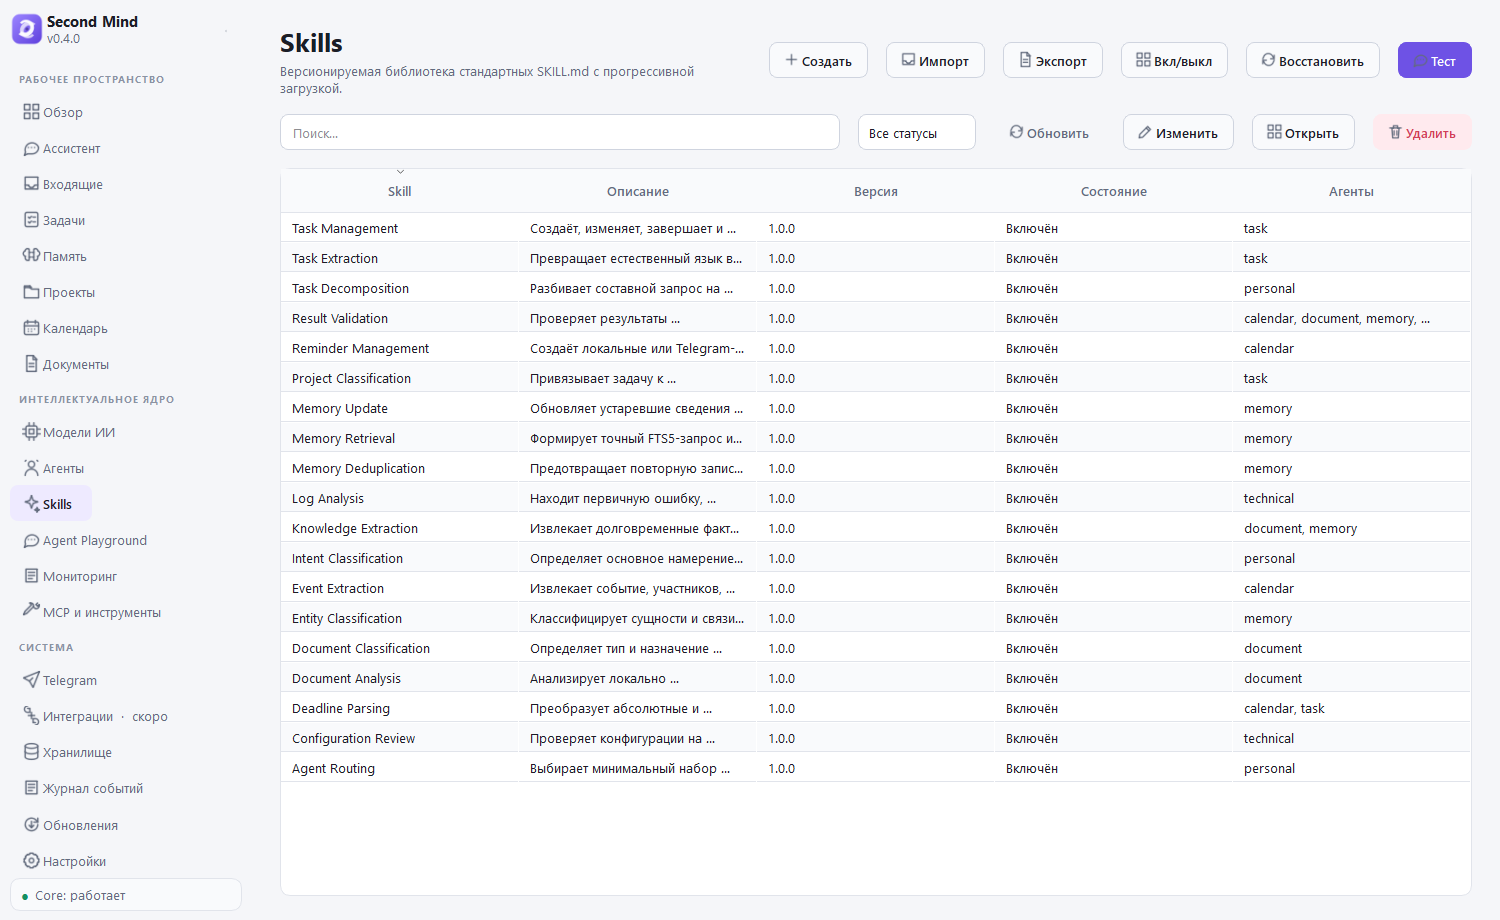 Second Mind
v0.4.0
РАБОЧЕЕ ПРОСТРАНСТВО
Обзор
Ассистент
Входящие
Задачи
Память
Проекты
Календарь
Документы
ИНТЕЛЛЕКТУАЛЬНОЕ ЯДРО
Модели ИИ
Агенты
Skills
Agent Playground
Мониторинг
MCP и инструменты
СИСТЕМА
Telegram
Интеграции · скоро
Хранилище
Журнал событий
Обновления
Настройки
● Core: работает
Skills
Версионируемая библиотека стандартных SKILL.md с прогрессивной
загрузкой.
Создать Импорт Экспорт Вкл/выкл Восстановить Тест
Поиск... Все статусы Обновить Изменить Открыть Удалить
Skill Описание Версия Состояние Агенты
Task Management Создаёт, изменяет, завершает и ... 1.0.0 Включён task
Task Extraction Превращает естественный язык в... 1.0.0 Включён task
Task Decomposition Разбивает составной запрос на ... 1.0.0 Включён personal
Result Validation Проверяет результаты ... 1.0.0 Включён calendar, document, memory, ...
Reminder Management Создаёт локальные или Telegram-... 1.0.0 Включён calendar
Project Classification Привязывает задачу к ... 1.0.0 Включён task
Memory Update Обновляет устаревшие сведения ... 1.0.0 Включён memory
Memory Retrieval Формирует точный FTS5-запрос и... 1.0.0 Включён memory
Memory Deduplication Предотвращает повторную запис... 1.0.0 Включён memory
Log Analysis Находит первичную ошибку, ... 1.0.0 Включён technical
Knowledge Extraction Извлекает долговременные факт... 1.0.0 Включён document, memory
Intent Classification Определяет основное намерение... 1.0.0 Включён personal
Event Extraction Извлекает событие, участников, ... 1.0.0 Включён calendar
Entity Classification Классифицирует сущности и связи... 1.0.0 Включён memory
Document Classification Определяет тип и назначение ... 1.0.0 Включён document
Document Analysis Анализирует локально ... 1.0.0 Включён document
Deadline Parsing Преобразует абсолютные и ... 1.0.0 Включён calendar, task
Configuration Review Проверяет конфигурации на ... 1.0.0 Включён technical
Agent Routing Выбирает минимальный набор ... 1.0.0 Включён personal